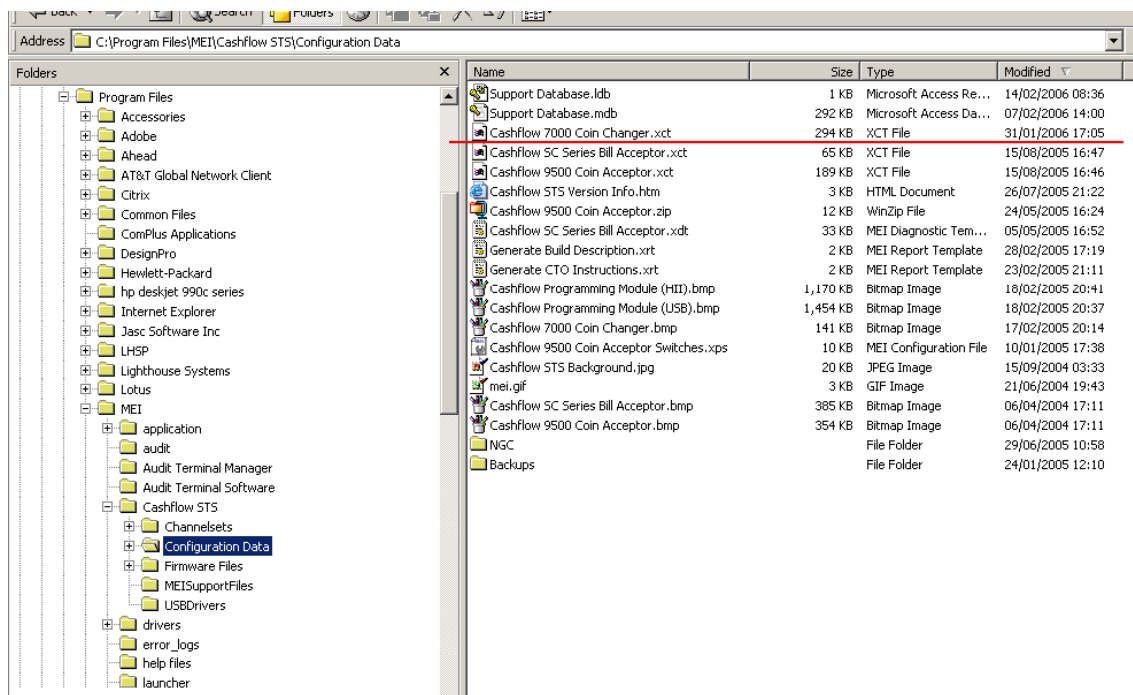 Back Search Folders
Address C:\Program Files\MEI\Cashflow STS\Configuration Data
Folders x
Program Files
Accessories
Adobe
Ahead
AT&T Global Network Client
Citrix
Common Files
ComPlus Applications
DesignPro
Hewlett-Packard
hp deskjet 990c series
Internet Explorer
Jasc Software Inc
LHSP
Lighthouse Systems
Lotus
MEI
application
audit
Audit Terminal Manager
Audit Terminal Software
Cashflow STS
Channelsets
Configuration Data
Firmware Files
MEISupportFiles
USBDrivers
drivers
error_logs
help files
launcher
Name Size Type Modified
Support Database.ldb 1 KB Microsoft Access Re... 14/02/2006 08:36
Support Database.mdb 292 KB Microsoft Access Da... 07/02/2006 14:00
Cashflow 7000 Coin Changer.xct 294 KB XCT File 31/01/2006 17:05
Cashflow SC Series Bill Acceptor.xct 65 KB XCT File 15/08/2005 16:47
Cashflow 9500 Coin Acceptor.xct 189 KB XCT File 15/08/2005 16:46
Cashflow STS Version Info.htm 3 KB HTML Document 26/07/2005 21:22
Cashflow 9500 Coin Acceptor.zip 12 KB WinZip File 24/05/2005 16:24
Cashflow SC Series Bill Acceptor.xdt 33 KB MEI Diagnostic Tem... 05/05/2005 16:52
Generate Build Description.xrt 2 KB MEI Report Template 28/02/2005 17:19
Generate CTO Instructions.xrt 2 KB MEI Report Template 23/02/2005 21:11
Cashflow Programming Module (HII).bmp 1,170 KB Bitmap Image 18/02/2005 20:41
Cashflow Programming Module (USB).bmp 1,454 KB Bitmap Image 18/02/2005 20:37
Cashflow 7000 Coin Changer.bmp 141 KB Bitmap Image 17/02/2005 20:14
Cashflow 9500 Coin Acceptor Switches.xps 10 KB MEI Configuration File 10/01/2005 17:38
Cashflow STS Background.jpg 20 KB JPEG Image 15/09/2004 03:33
mei.gif 3 KB GIF Image 21/06/2004 19:43
Cashflow SC Series Bill Acceptor.bmp 385 KB Bitmap Image 06/04/2004 17:11
Cashflow 9500 Coin Acceptor.bmp 354 KB Bitmap Image 06/04/2004 17:11
NGC File Folder 29/06/2005 10:58
Backups File Folder 24/01/2005 12:10